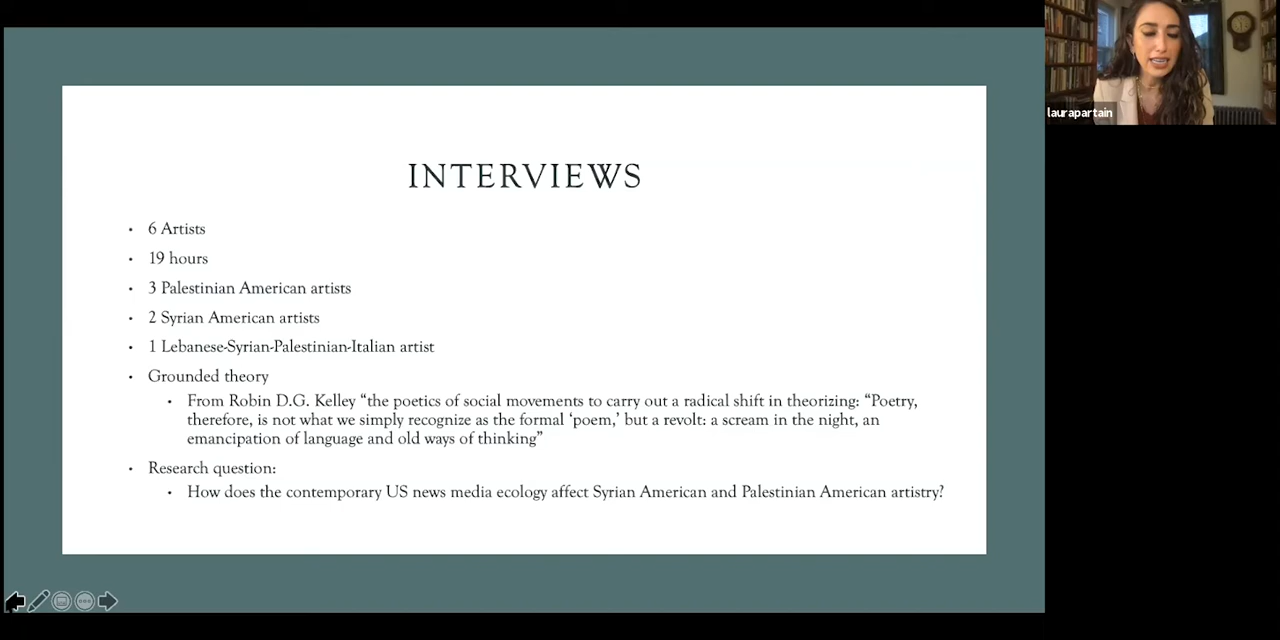 INTERVIEWS
• 6 Artists
• 19 hours
• 3 Palestinian American artists
• 2 Syrian American artists
• 1 Lebanese-Syrian-Palestinian-Italian artist
• Grounded theory
• From Robin D.G. Kelley “the poetics of social movements to carry out a radical shift in theorizing: “Poetry,
therefore, is not what we simply recognize as the formal ‘poem,’ but a revolt: a scream in the night, an
emancipation of language and old ways of thinking”
• Research question:
• How does the contemporary US news media ecology affect Syrian American and Palestinian American artistry?
laurapartain